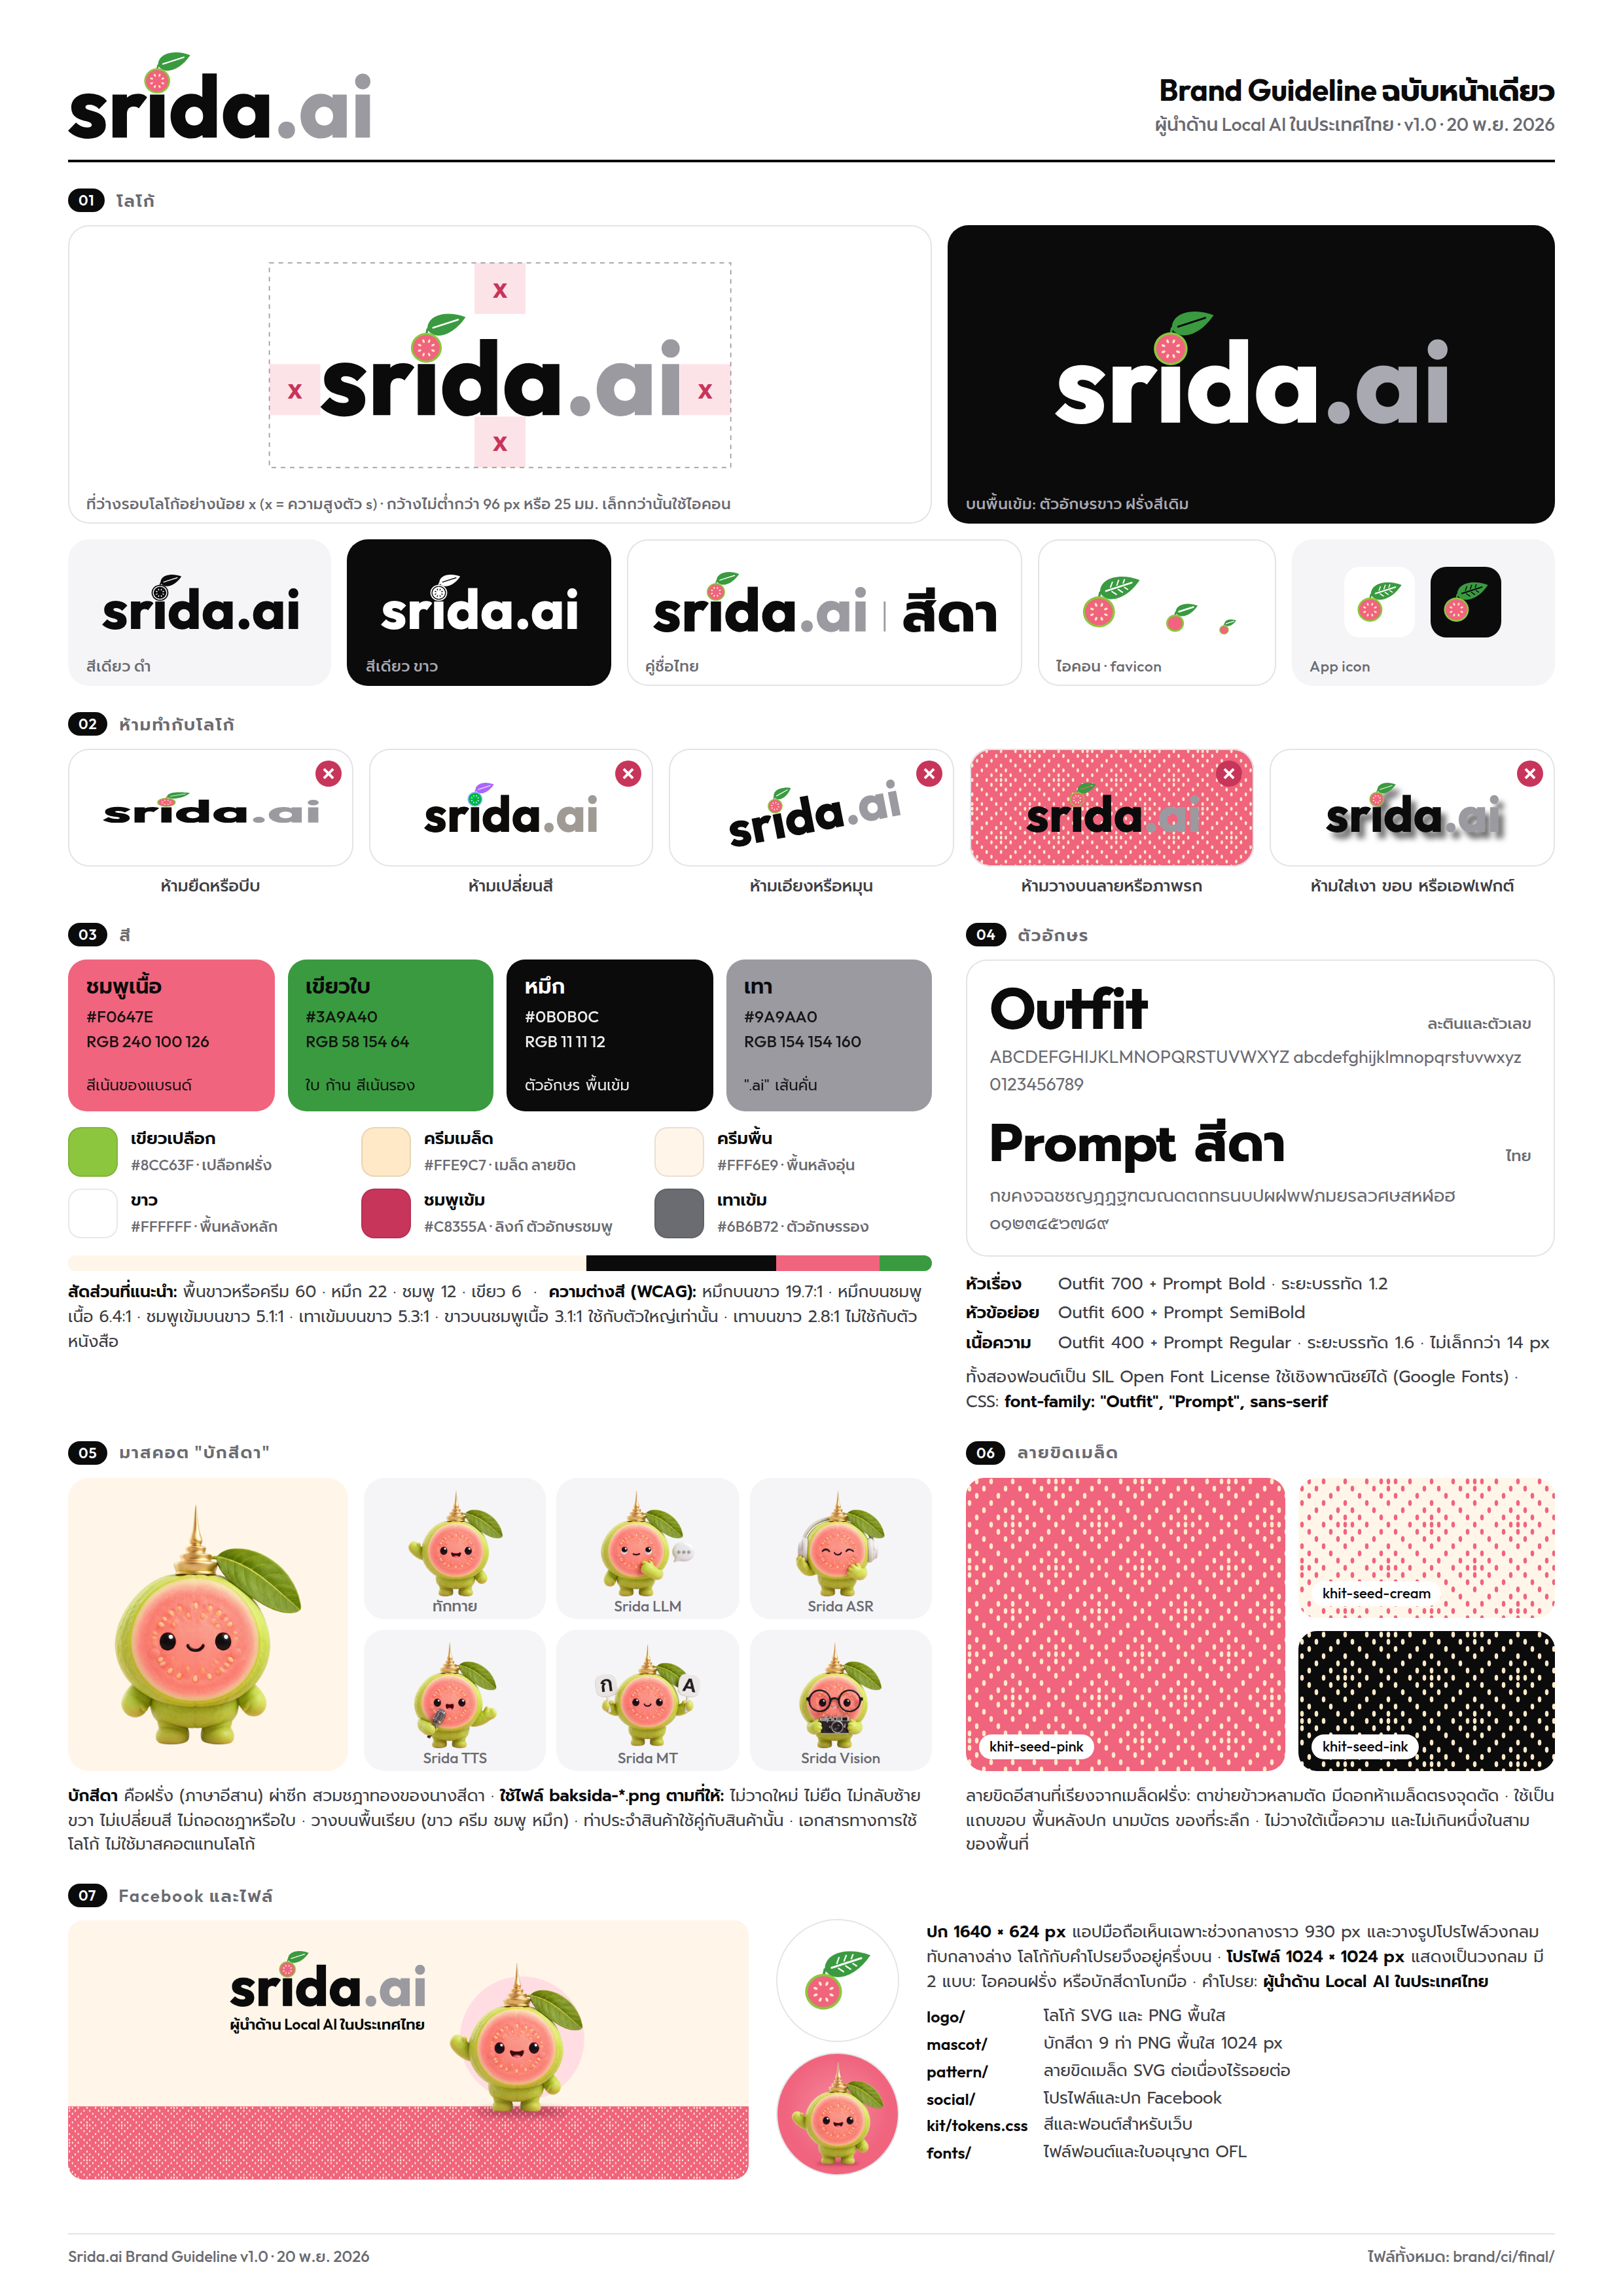 srida.ai
Brand Guideline ฉบับหน้าเดียว
ผู้นำด้าน Local AI ในประเทศไทย · v1.0 · 20 พ.ย. 2026
01 โลโก้
x
x srida.ai x
x
ที่ว่างรอบโลโก้อย่างน้อย x (x = ความสูงตัว s) · กว้างไม่ต่ำกว่า 96 px หรือ 25 มม. เล็กกว่านั้นใช้ไอคอน
srida.ai
บนพื้นเข้ม: ตัวอักษรขาว ฝรั่งสีเดิม
srida.ai
สีเดียว ดำ
srida.ai
สีเดียว ขาว
srida.ai | สีดา
คู่ชื่อไทย
ไอคอน · favicon
App icon
02 ห้ามทำกับโลโก้
srida.ai
ห้ามยืดหรือบีบ
srida.ai
ห้ามเปลี่ยนสี
srida.ai
ห้ามเอียงหรือหมุน
srida.ai
ห้ามวางบนลายหรือภาพรก
srida.ai
ห้ามใส่เงา ขอบ หรือเอฟเฟกต์
03 สี
ชมพูเนื้อ
#F0647E
RGB 240 100 126
สีเน้นของแบรนด์
เขียวใบ
#3A9A40
RGB 58 154 64
ใบ ก้าน สีเน้นรอง
หมึก
#0B0B0C
RGB 11 11 12
ตัวอักษร พื้นเข้ม
เทา
#9A9AA0
RGB 154 154 160
".ai" เส้นคั่น
เขียวเปลือก
#8CC63F · เปลือกฝรั่ง
ครีมเมล็ด
#FFE9C7 · เมล็ด ลายขิด
ครีมพื้น
#FFF6E9 · พื้นหลังอุ่น
ขาว
#FFFFFF · พื้นหลังหลัก
ชมพูเข้ม
#C8355A · ลิงก์ ตัวอักษรชมพู
เทาเข้ม
#6B6B72 · ตัวอักษรรอง
สัดส่วนที่แนะนำ: พื้นขาวหรือครีม 60 · หมึก 22 · ชมพู 12 · เขียว 6 · ความต่างสี (WCAG): หมึกบนขาว 19.7:1 · หมึกบนชมพู
เนื้อ 6.4:1 · ชมพูเข้มบนขาว 5.1:1 · เทาเข้มบนขาว 5.3:1 · ขาวบนชมพูเนื้อ 3.1:1 ใช้กับตัวใหญ่เท่านั้น · เทาบนขาว 2.8:1 ไม่ใช้กับตัว
หนังสือ
04 ตัวอักษร
Outfit
ละตินและตัวเลข
ABCDEFGHIJKLMNOPQRSTUVWXYZ abcdefghijklmnopqrstuvwxyz
0123456789
Prompt สีดา
ไทย
กขคงจฉชซญฎฏฐฑฒณดตถทธนบปผฝพฟภมยรลวศษสหฬอฮ
๐๑๒๓๔๕๖๗๘๙
หัวเรื่อง Outfit 700 + Prompt Bold · ระยะบรรทัด 1.2
หัวข้อย่อย Outfit 600 + Prompt SemiBold
เนื้อความ Outfit 400 + Prompt Regular · ระยะบรรทัด 1.6 · ไม่เล็กกว่า 14 px
ทั้งสองฟอนต์เป็น SIL Open Font License ใช้เชิงพาณิชย์ได้ (Google Fonts) ·
CSS: font-family: "Outfit", "Prompt", sans-serif
05 มาสคอต "บักสีดา"
ทักทาย
Srida LLM
Srida ASR
Srida TTS
ก A
Srida MT
Srida Vision
บักสีดา คือฝรั่ง (ภาษาอีสาน) ผ่าซีก สวมชฎาทองของนางสีดา · ใช้ไฟล์ baksida-*.png ตามที่ให้: ไม่วาดใหม่ ไม่ยืด ไม่กลับซ้าย
ขวา ไม่เปลี่ยนสี ไม่ถอดชฎาหรือใบ · วางบนพื้นเรียบ (ขาว ครีม ชมพู หมึก) · ท่าประจำสินค้าใช้คู่กับสินค้านั้น · เอกสารทางการใช้
โลโก้ ไม่ใช้มาสคอตแทนโลโก้
06 ลายขิดเมล็ด
khit-seed-pink
khit-seed-cream
khit-seed-ink
ลายขิดอีสานที่เรียงจากเมล็ดฝรั่ง: ตาข่ายข้าวหลามตัด มีดอกห้าเมล็ดตรงจุดตัด · ใช้เป็น
แถบขอบ พื้นหลังปก นามบัตร ของที่ระลึก · ไม่วางใต้เนื้อความ และไม่เกินหนึ่งในสาม
ของพื้นที่
07 Facebook และไฟล์
srida.ai
ผู้นำด้าน Local AI ในประเทศไทย
ปก 1640 × 624 px แอปมือถือเห็นเฉพาะช่วงกลางราว 930 px และวางรูปโปรไฟล์วงกลม
ทับกลางล่าง โลโก้กับคำโปรยจึงอยู่ครึ่งบน · โปรไฟล์ 1024 × 1024 px แสดงเป็นวงกลม มี
2 แบบ: ไอคอนฝรั่ง หรือบักสีดาโบกมือ · คำโปรย: ผู้นำด้าน Local AI ในประเทศไทย
logo/ โลโก้ SVG และ PNG พื้นใส
mascot/ บักสีดา 9 ท่า PNG พื้นใส 1024 px
pattern/ ลายขิดเมล็ด SVG ต่อเนื่องไร้รอยต่อ
social/ โปรไฟล์และปก Facebook
kit/tokens.css สีและฟอนต์สำหรับเว็บ
fonts/ ไฟล์ฟอนต์และใบอนุญาต OFL
Srida.ai Brand Guideline v1.0 · 20 พ.ย. 2026
ไฟล์ทั้งหมด: brand/ci/final/